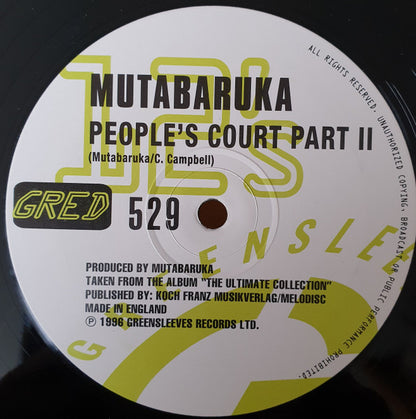 12's
MUTABARUKA
PEOPLE'S COURT PART II
(Mutabaruka/C. Campbell)
GRED 529
GREENSLEE
PRODUCED BY MUTABARUKA
TAKEN FROM THE ALBUM "THE ULTIMATE COLLECTION"
PUBLISHED BY: KOCH FRANZ MUSIKVERLAG/MELODISC
MADE IN ENGLAND
℗ 1996 GREENSLEEVES RECORDS LTD.
ALL RIGHTS RESERVED. UNAUTHORIZED COPYING, BROADCAST OR PUBLIC PERFORMANCE PROHIBITED.